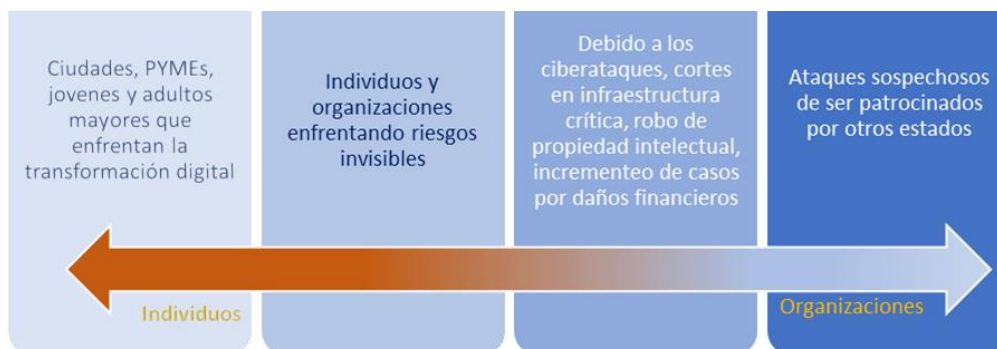 Ciudades, PYMEs,
jovenes y adultos
mayores que
enfrentan la
transformación digital
Individuos y
organizaciones
enfrentando riesgos
invisibles
Debido a los
ciberataques, cortes
en infraestructura
crítica, robo de
propiedad intelectual,
incrementeo de casos
por daños financieros
Ataques sospechosos
de ser patrocinados
por otros estados
Individuos
Organizaciones